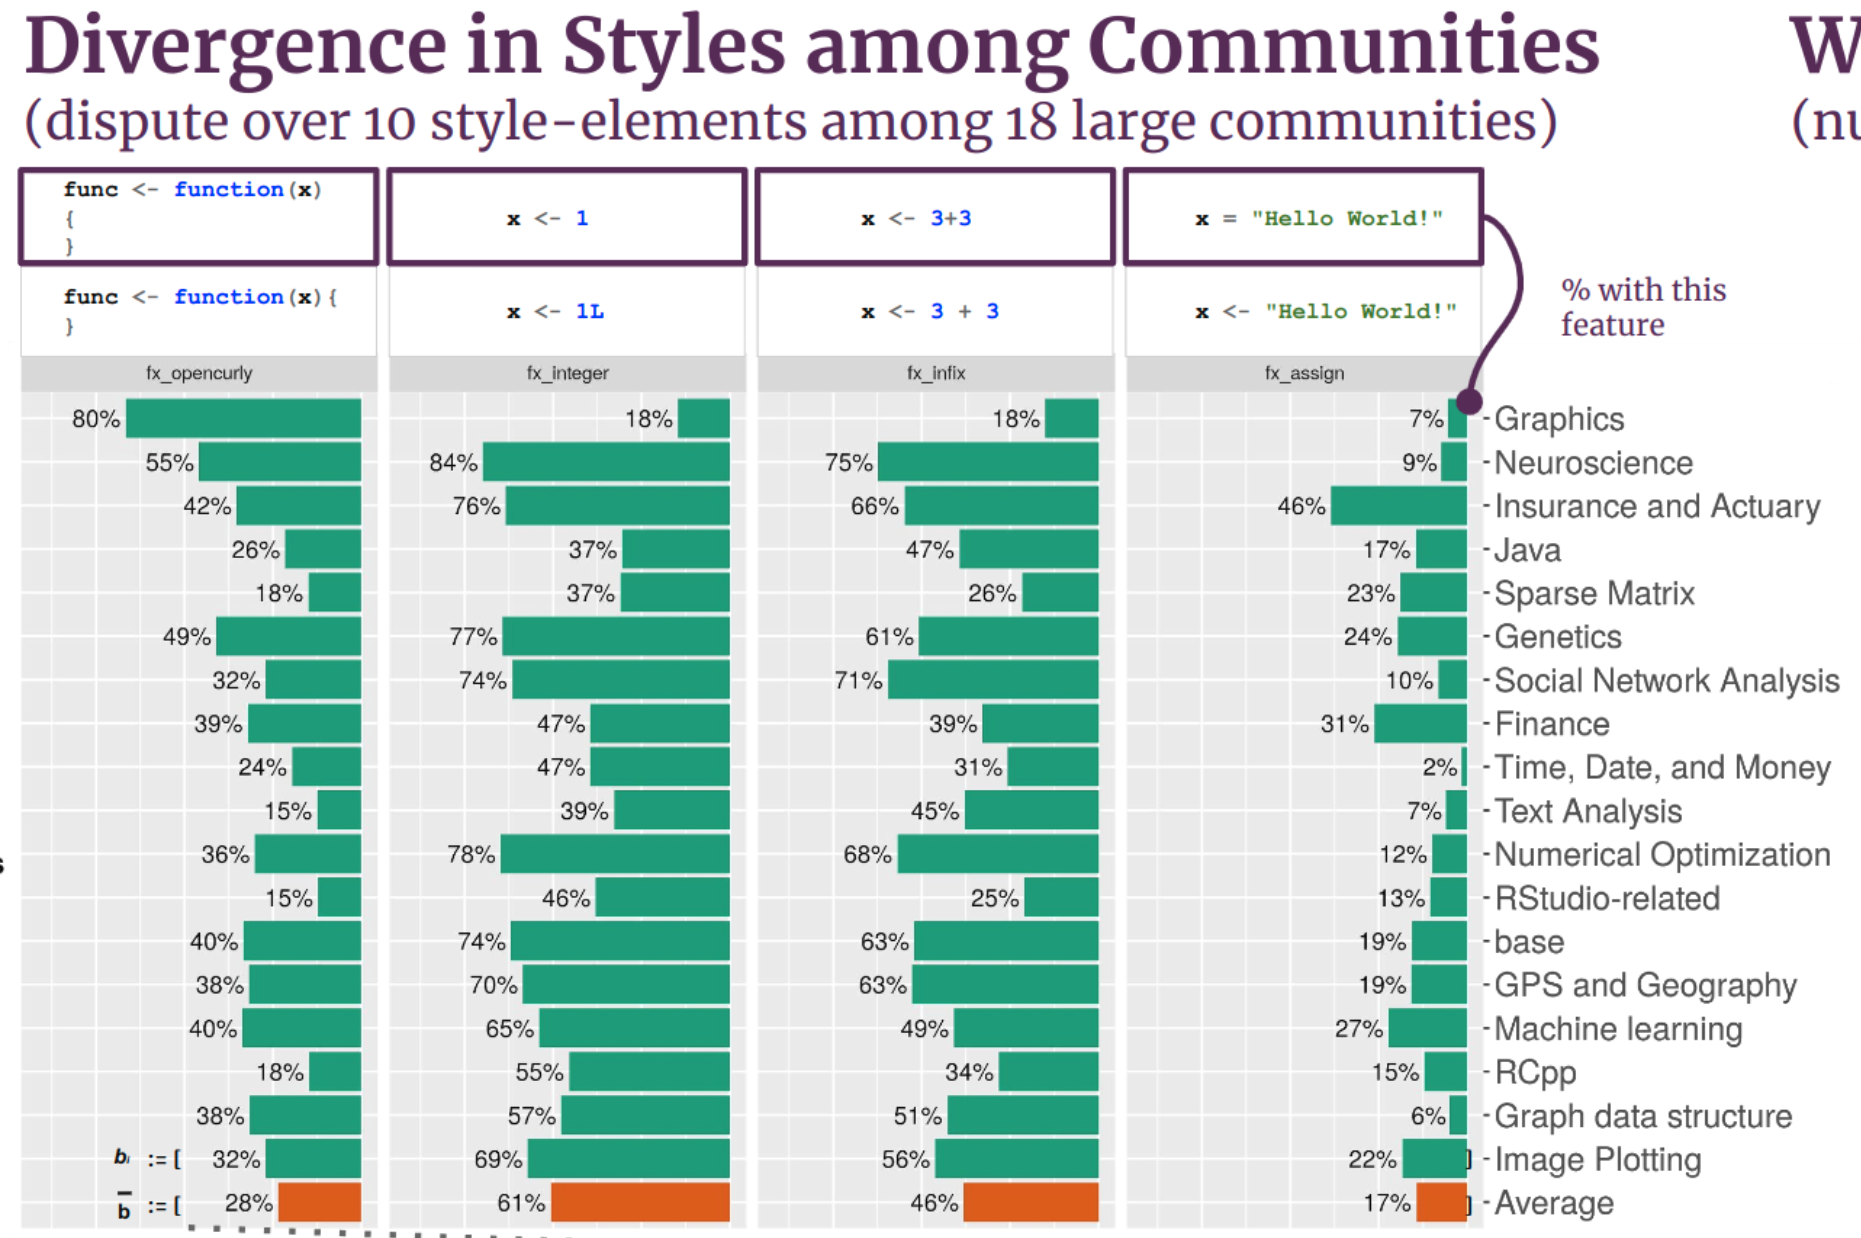 Divergence in Styles among Communities
(dispute over 10 style-elements among 18 large communities)
W
(nu
func <- function(x)
{
}
x <- 1
x <- 3+3
x = "Hello World!"
func <- function(x){
}
x <- 1L
x <- 3 + 3
x <- "Hello World!"
% with this
feature
fx_opencurly fx_integer fx_infix fx_assign
80% 18% 18% 7% Graphics
55% 84% 75% 9% Neuroscience
42% 76% 66% 46% Insurance and Actuary
26% 37% 47% 17% Java
18% 37% 26% 23% Sparse Matrix
49% 77% 61% 24% Genetics
32% 74% 71% 10% Social Network Analysis
39% 47% 39% 31% Finance
24% 47% 31% 2% Time, Date, and Money
15% 39% 45% 7% Text Analysis
s
36% 78% 68% 12% Numerical Optimization
15% 46% 25% 13% RStudio-related
40% 74% 63% 19% base
38% 70% 63% 19% GPS and Geography
40% 65% 49% 27% Machine learning
18% 55% 34% 15% RCpp
38% 57% 51% 6% Graph data structure
bᵢ := [ 32% 69% 56% 22% ] Image Plotting
b̅ := [ 28% 61% 46% 17% ] Average